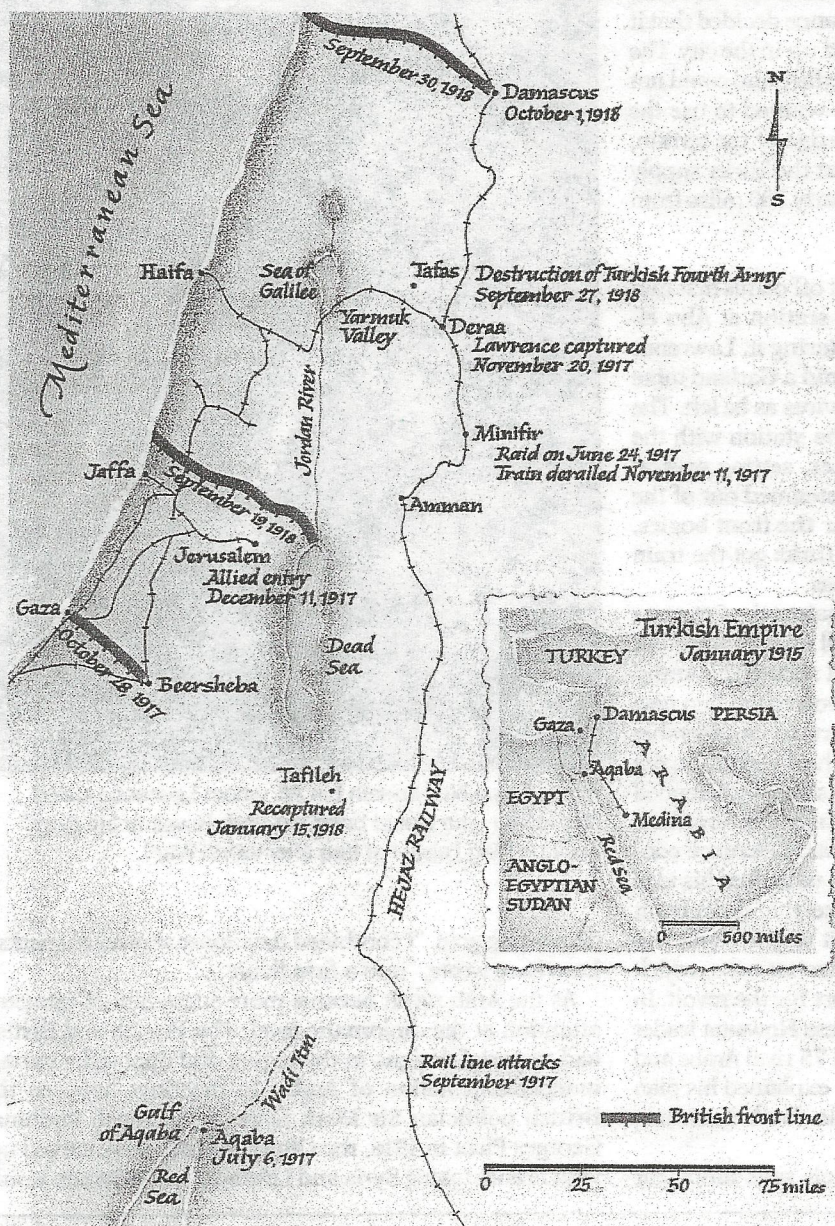 September 30, 1918
Damascus
October 1, 1918
N
S
Mediterranean Sea
Haifa
Sea of
Galilee
Tafas
Destruction of Turkish Fourth Army
September 27, 1918
Yarmuk
Valley
Deraa
Lawrence captured
November 20, 1917
Jordan River
Minifir
Raid on June 24, 1917
Train derailed November 11, 1917
Jaffa
September 19, 1918
Amman
Jerusalem
Allied entry
December 11, 1917
Gaza
October 28, 1917
Beersheba
Dead
Sea
Turkish Empire
January 1915
TURKEY
Damascus
PERSIA
Gaza
Aqaba
ARABIA
EGYPT
Medina
Red Sea
ANGLO-
EGYPTIAN
SUDAN
0 500 miles
Tafileh
Recaptured
January 15, 1918
HEJAZ RAILWAY
Rail line attacks
September 1917
Wadi Itm
Gulf
of Aqaba
Aqaba
July 6, 1917
Red
Sea
British front line
0 25 50 75 miles